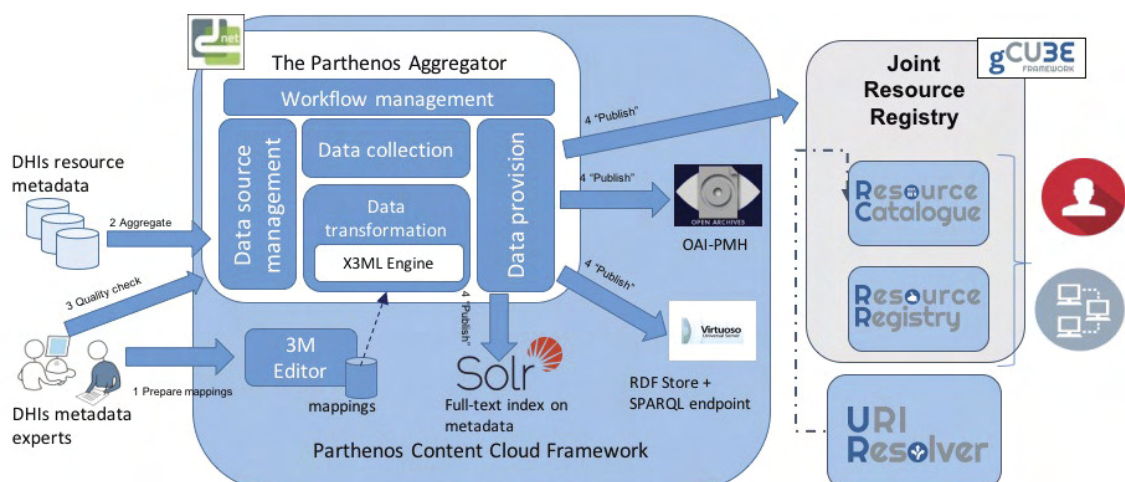 net
The Parthenos Aggregator
Workflow management
Data source
management
Data collection
Data
transformation
X3ML Engine
Data provision
DHIs resource
metadata
2 Aggregate
3 Quality check
1 Prepare mappings
DHIs metadata
experts
3M
Editor
mappings
4 "Publish"
Solr
Full-text index on
metadata
Parthenos Content Cloud Framework
4 "Publish"
4 "Publish"
OPEN ARCHIVES
OAI-PMH
4 "Publish"
Virtuoso
Universal Server
RDF Store +
SPARQL endpoint
gCUBE
FRAMEWORK
Joint
Resource
Registry
Resource
Catalogue
Resource
Registry
URI
Resolver